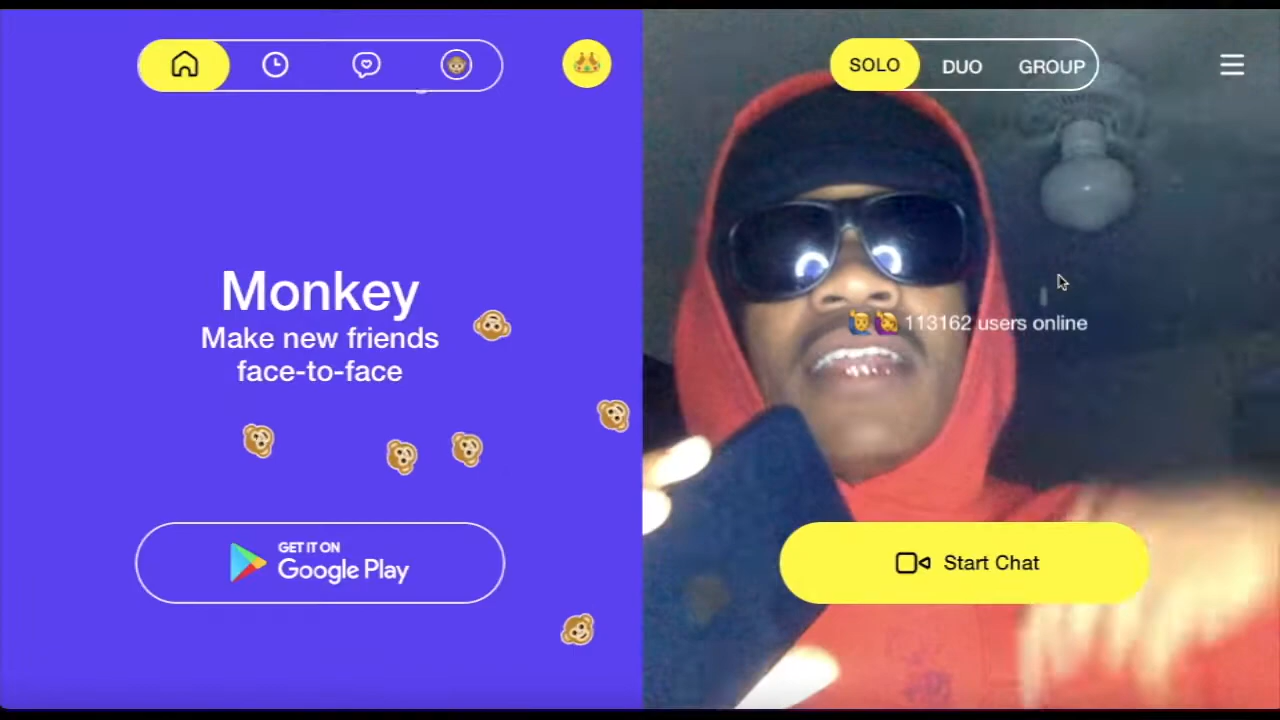 SOLO
DUO
GROUP
Monkey
Make new friends
face-to-face
113162 users online
GET IT ON
Google Play
Start Chat